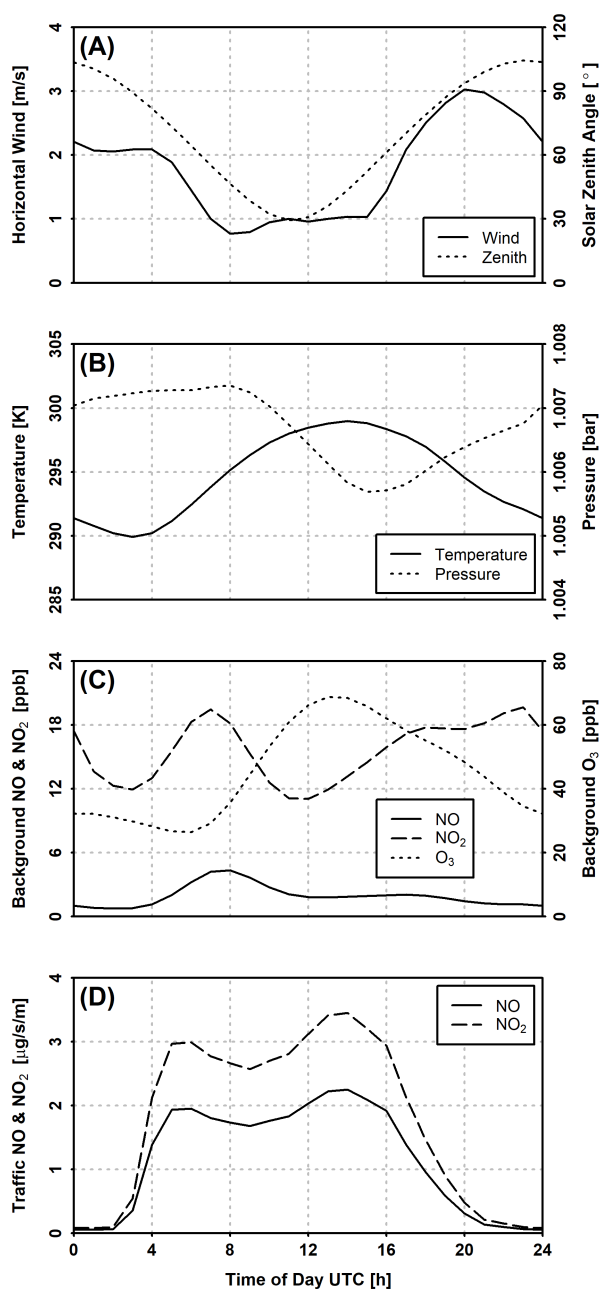 (A)
Horizontal Wind [m/s]
4
3
2
1
0
120
90
60
30
0
Solar Zenith Angle [ ° ]
Wind
Zenith
(B)
Temperature [K]
305
300
295
290
285
1.008
1.007
1.006
1.005
1.004
Pressure [bar]
Temperature
Pressure
(C)
Background NO & NO₂ [ppb]
24
18
12
6
0
80
60
40
20
0
Background O₃ [ppb]
NO
NO₂
O₃
(D)
Traffic NO & NO₂ [µg/s/m]
4
3
2
1
0
NO
NO₂
0 4 8 12 16 20 24
Time of Day UTC [h]